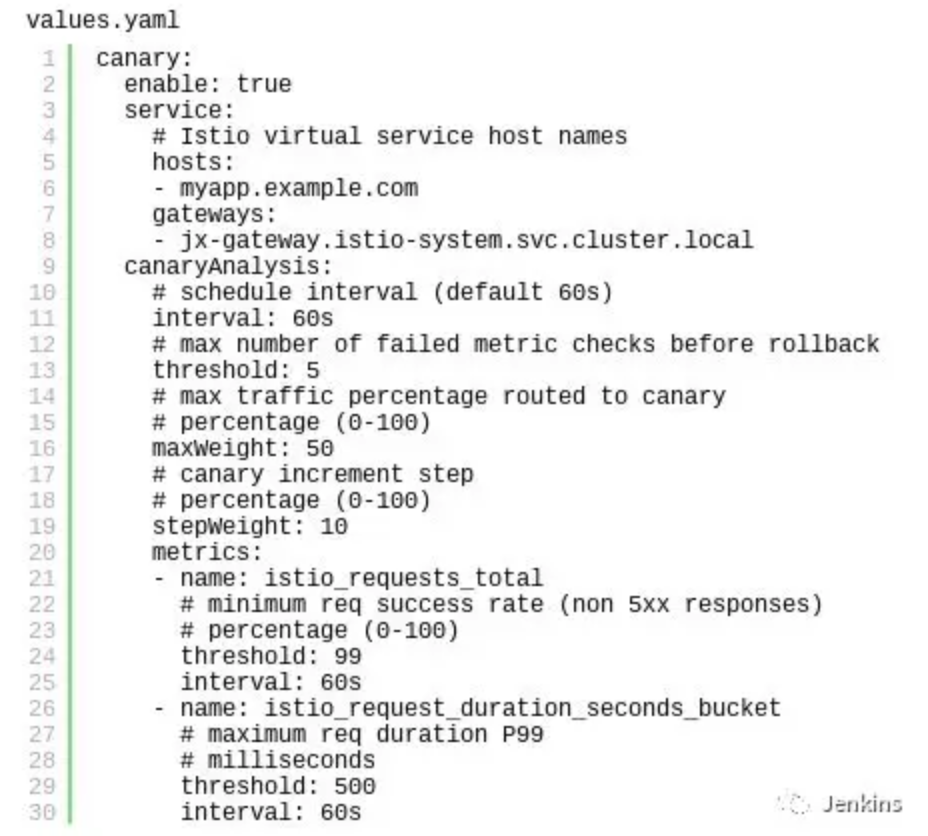 values.yaml
1 canary:
2   enable: true
3   service:
4     # Istio virtual service host names
5     hosts:
6     - myapp.example.com
7     gateways:
8     - jx-gateway.istio-system.svc.cluster.local
9   canaryAnalysis:
10     # schedule interval (default 60s)
11     interval: 60s
12     # max number of failed metric checks before rollback
13     threshold: 5
14     # max traffic percentage routed to canary
15     # percentage (0-100)
16     maxWeight: 50
17     # canary increment step
18     # percentage (0-100)
19     stepWeight: 10
20     metrics:
21     - name: istio_requests_total
22       # minimum req success rate (non 5xx responses)
23       # percentage (0-100)
24       threshold: 99
25       interval: 60s
26     - name: istio_request_duration_seconds_bucket
27       # maximum req duration P99
28       # milliseconds
29       threshold: 500
30       interval: 60s
Jenkins